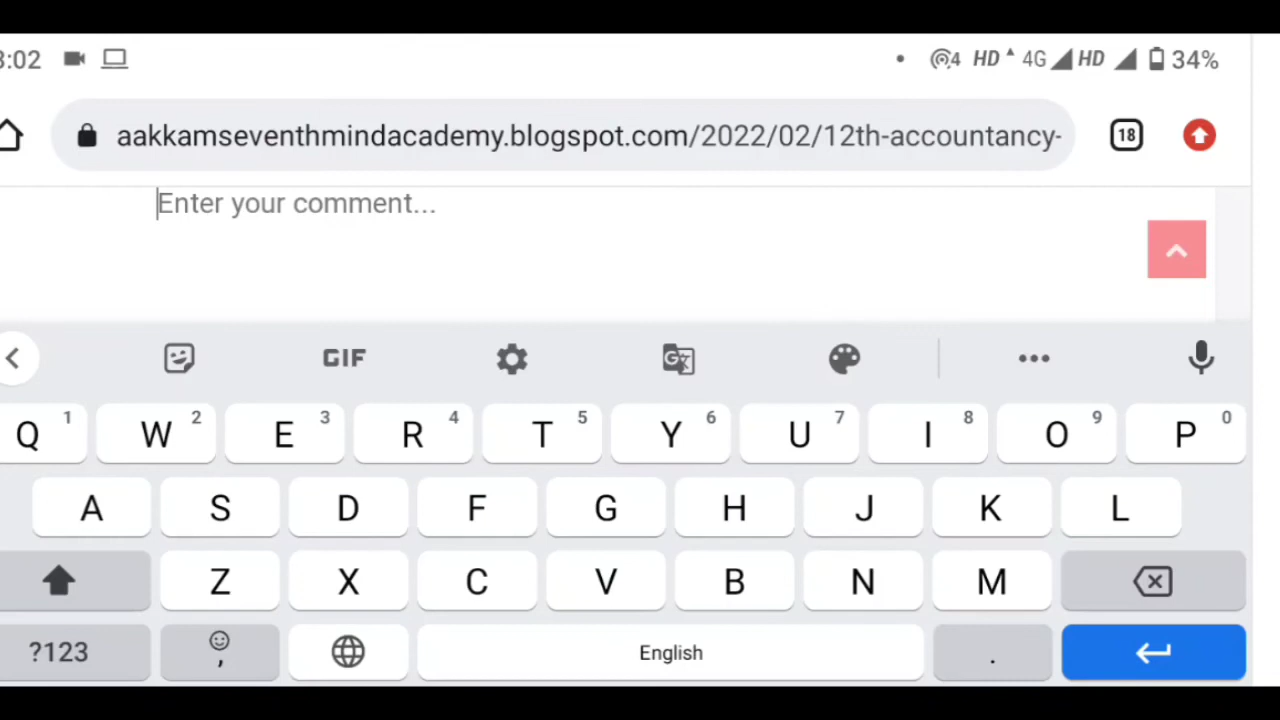 3:02 4 HD 4G HD 34%
aakkamseventhmindacademy.blogspot.com/2022/02/12th-accountancy- 18
Enter your comment...
GIF G
Q 1 W 2 E 3 R 4 T 5 Y 6 U 7 I 8 O 9 P 0
A S D F G H J K L
Z X C V B N M
?123 , English .